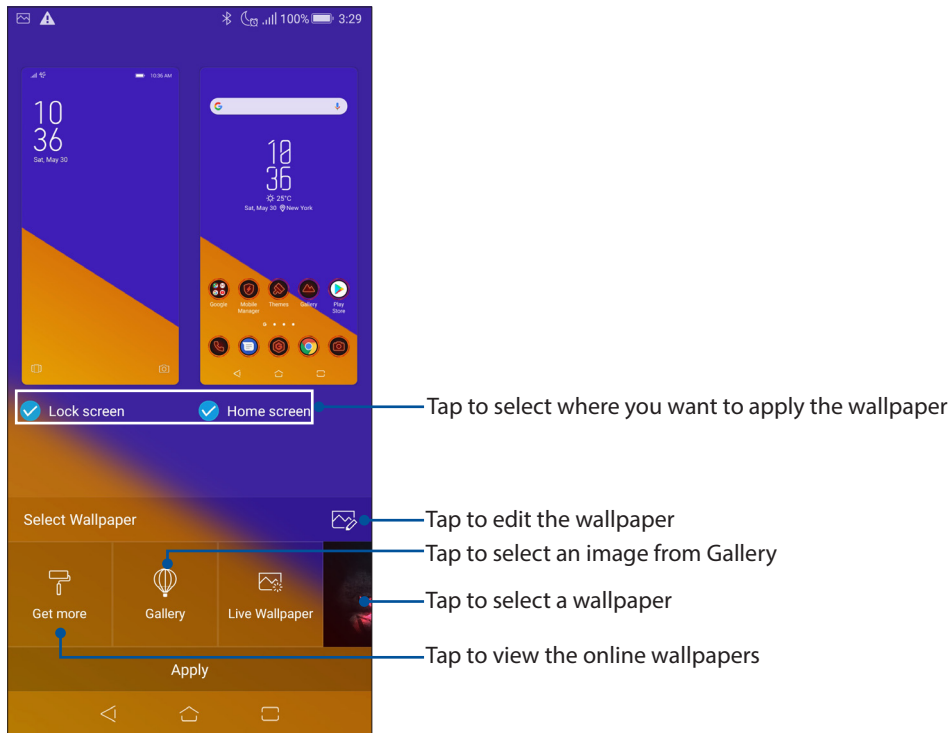 100% 3:29
10:36 AM
10
36
Sat, May 30
10
36
25°C
Sat, May 30 New York
Google Mobile Manager Themes Gallery Play Store
Lock screen Home screen
Tap to select where you want to apply the wallpaper
Select Wallpaper
Tap to edit the wallpaper
Tap to select an image from Gallery
Get more Gallery Live Wallpaper
Tap to select a wallpaper
Tap to view the online wallpapers
Apply